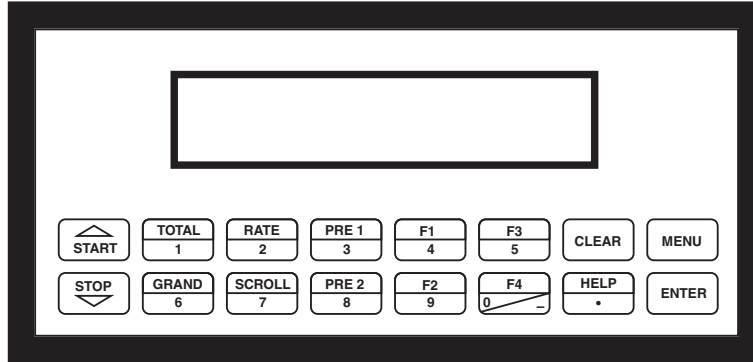 TOTAL RATE PRE 1 F1 F3
START 1 2 3 4 5 CLEAR MENU
STOP GRAND SCROLL PRE 2 F2 F4 HELP
6 7 8 9 0 – • ENTER